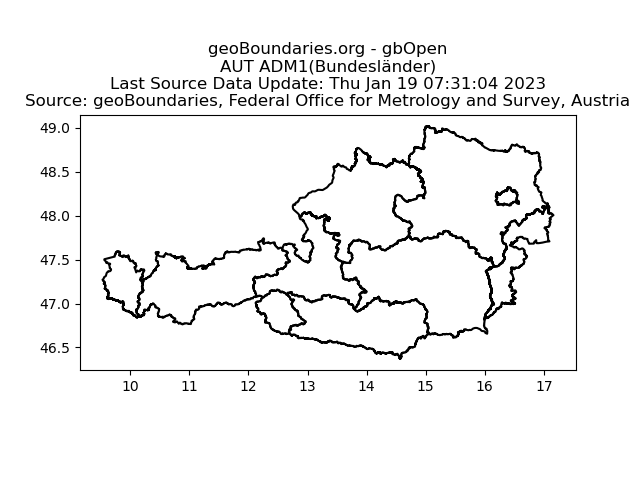 geoBoundaries.org - gbOpen
AUT ADM1(Bundesländer)
Last Source Data Update: Thu Jan 19 07:31:04 2023
Source: geoBoundaries, Federal Office for Metrology and Survey, Austria
49.0
48.5
48.0
47.5
47.0
46.5
10 11 12 13 14 15 16 17